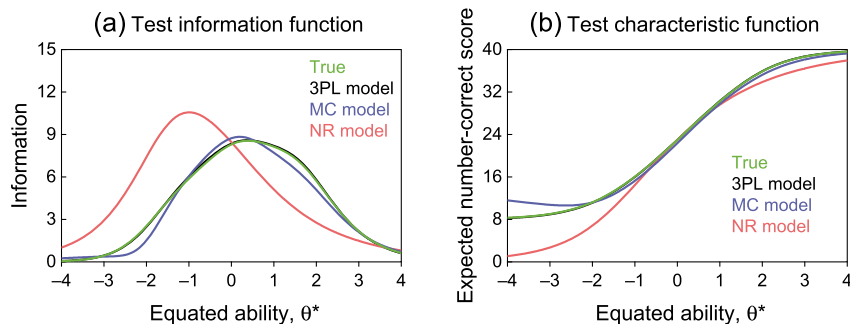 (a) Test information function
15
12
9
6
3
0
Information
True
3PL model
MC model
NR model
–4 –3 –2 –1 0 1 2 3 4
Equated ability, θ*
(b) Test characteristic function
40
32
24
16
8
0
Expected number-correct score
True
3PL model
MC model
NR model
–4 –3 –2 –1 0 1 2 3 4
Equated ability, θ*